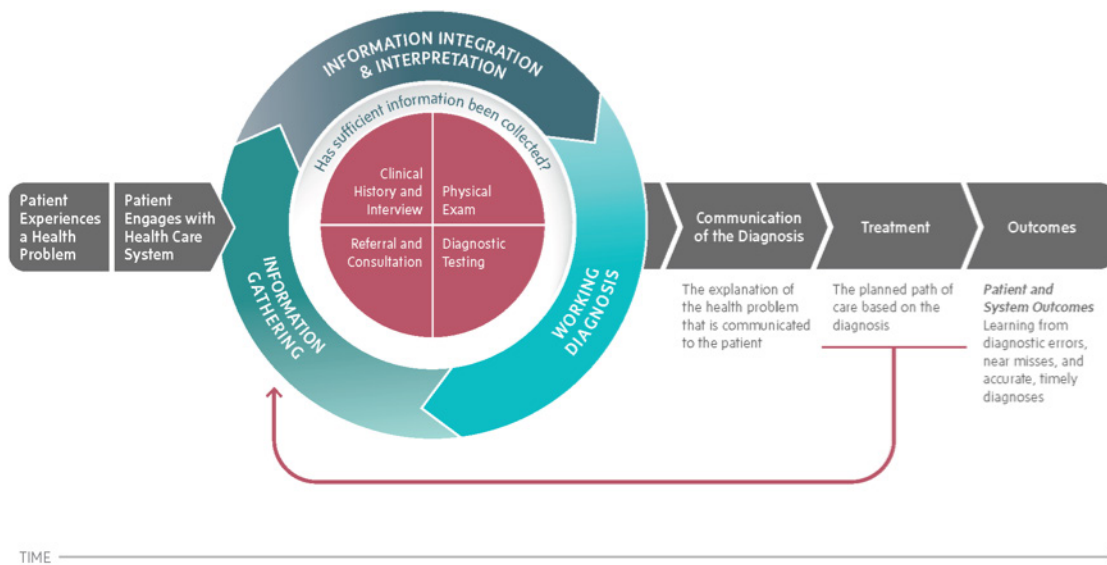 INFORMATION INTEGRATION
& INTERPRETATION
Has sufficient information been collected?
Clinical
History and
Interview
Physical
Exam
Referral and
Consultation
Diagnostic
Testing
INFORMATION
GATHERING
WORKING
DIAGNOSIS
Patient
Experiences
a Health
Problem
Patient
Engages with
Health Care
System
Communication
of the Diagnosis
Treatment
Outcomes
The explanation of
the health problem
that is communicated
to the patient
The planned path of
care based on the
diagnosis
Patient and
System Outcomes
Learning from
diagnostic errors,
near misses, and
accurate, timely
diagnoses
TIME